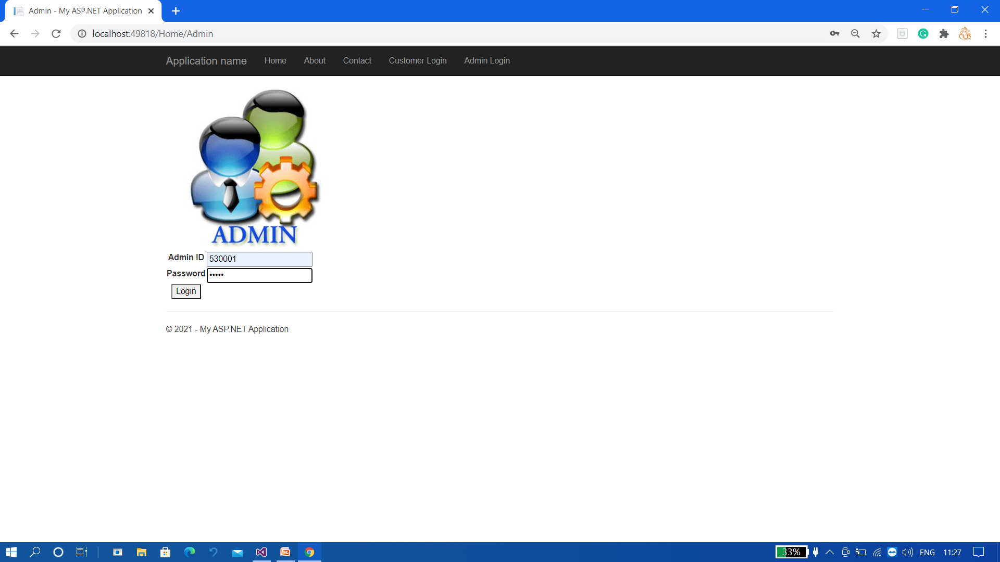 Admin - My ASP.NET Application
localhost:49818/Home/Admin
Application name Home About Contact Customer Login Admin Login
ADMIN
Admin ID 530001
Password •••••
Login
© 2021 - My ASP.NET Application
33% ENG 11:27